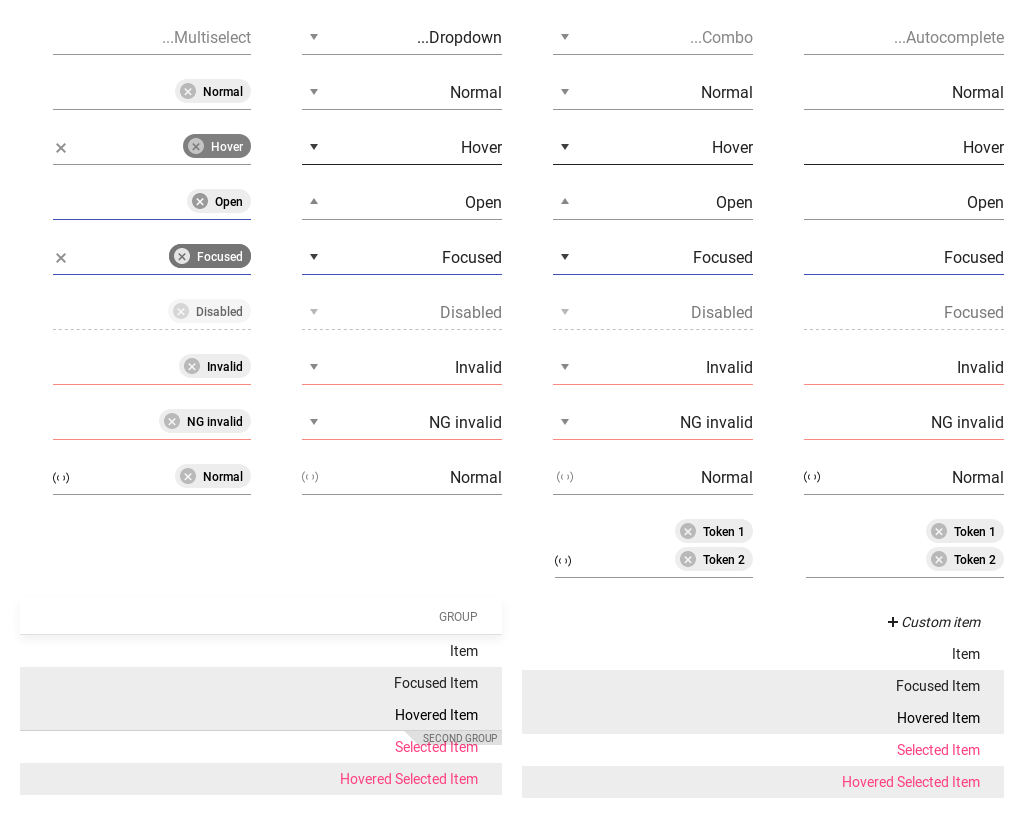 ...Multiselect ...Dropdown ...Combo ...Autocomplete
Normal Normal Normal Normal
Hover Hover Hover Hover
Open Open Open Open
Focused Focused Focused Focused
Disabled Disabled Disabled Focused
Invalid Invalid Invalid Invalid
NG invalid NG invalid NG invalid NG invalid
Normal Normal Normal Normal
Token 1 Token 1
Token 2 Token 2
GROUP
Item
Focused Item
Hovered Item
SECOND GROUP
Selected Item
Hovered Selected Item
Custom item
Item
Focused Item
Hovered Item
Selected Item
Hovered Selected Item